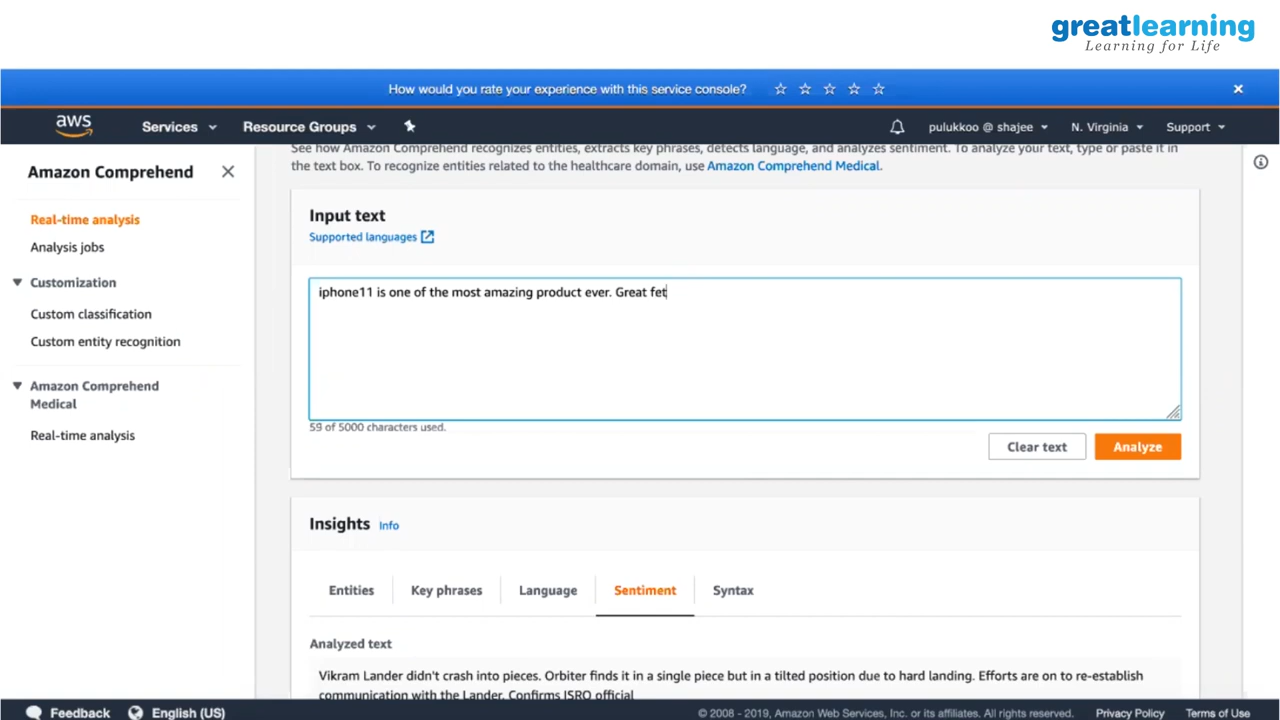 greatlearning
Learning for Life
How would you rate your experience with this service console?
aws
Services
Resource Groups
pulukkoo @ shajee
N. Virginia
Support
Amazon Comprehend
Real-time analysis
Analysis jobs
Customization
Custom classification
Custom entity recognition
Amazon Comprehend
Medical
Real-time analysis
See how Amazon Comprehend recognizes entities, extracts key phrases, detects language, and analyzes sentiment. To analyze your text, type or paste it in
the text box. To recognize entities related to the healthcare domain, use Amazon Comprehend Medical.
Input text
Supported languages
iphone11 is one of the most amazing product ever. Great fet
59 of 5000 characters used.
Clear text
Analyze
Insights Info
Entities
Key phrases
Language
Sentiment
Syntax
Analyzed text
Vikram Lander didn't crash into pieces. Orbiter finds it in a single piece but in a tilted position due to hard landing. Efforts are on to re-establish
communication with the Lander. Confirms ISRO official
Feedback
English (US)
© 2008 - 2019, Amazon Web Services, Inc. or its affiliates. All rights reserved.
Privacy Policy
Terms of Use